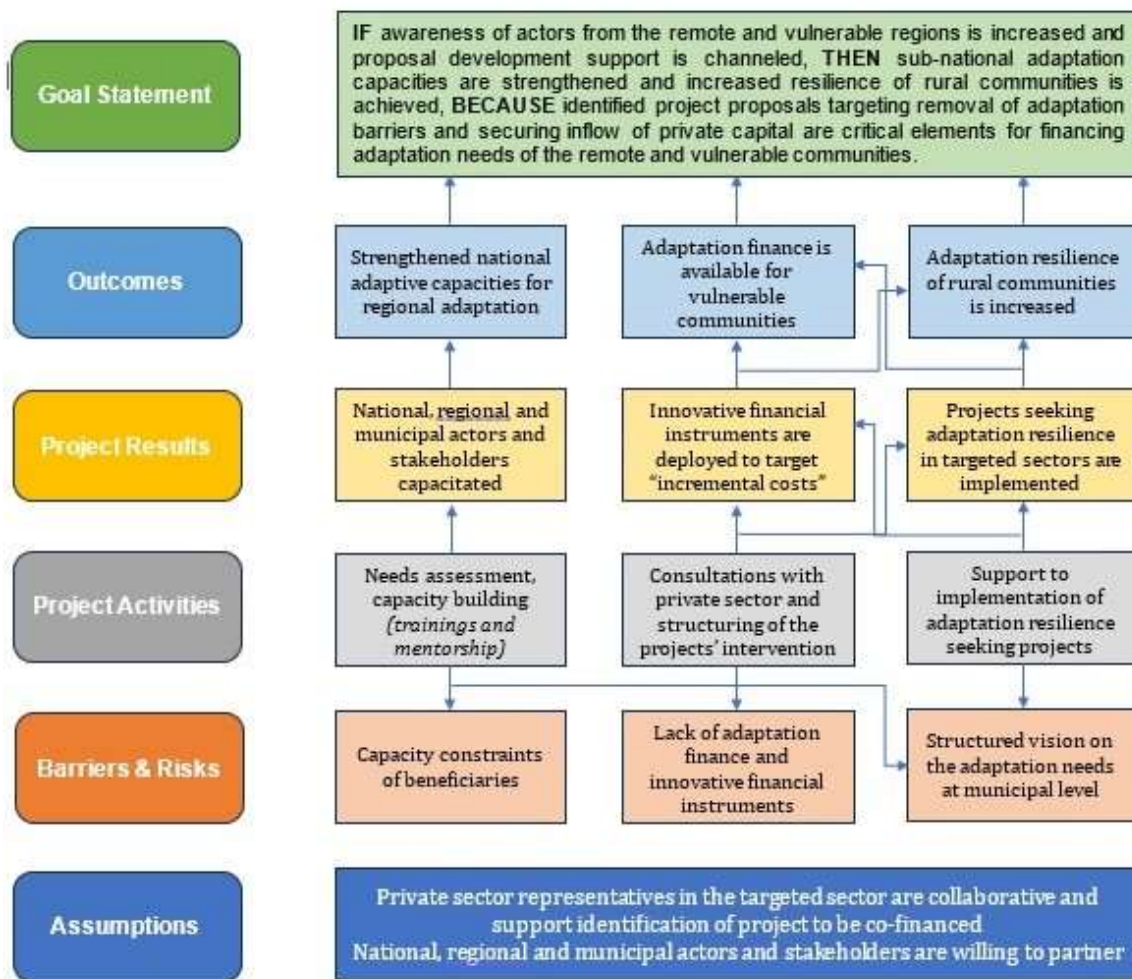 Goal Statement
IF awareness of actors from the remote and vulnerable regions is increased and
proposal development support is channeled, THEN sub-national adaptation
capacities are strengthened and increased resilience of rural communities is
achieved, BECAUSE identified project proposals targeting removal of adaptation
barriers and securing inflow of private capital are critical elements for financing
adaptation needs of the remote and vulnerable communities.
Outcomes
Strengthened national
adaptive capacities for
regional adaptation
Adaptation finance is
available for
vulnerable
communities
Adaptation resilience
of rural communities
is increased
Project Results
National, regional and
municipal actors and
stakeholders
capacitated
Innovative financial
instruments are
deployed to target
“incremental costs”
Projects seeking
adaptation resilience
in targeted sectors are
implemented
Project Activities
Needs assessment,
capacity building
(trainings and
mentorship)
Consultations with
private sector and
structuring of the
projects’ intervention
Support to
implementation of
adaptation resilience
seeking projects
Barriers & Risks
Capacity constraints
of beneficiaries
Lack of adaptation
finance and
innovative financial
instruments
Structured vision on
the adaptation needs
at municipal level
Assumptions
Private sector representatives in the targeted sector are collaborative and
support identification of project to be co-financed
National, regional and municipal actors and stakeholders are willing to partner